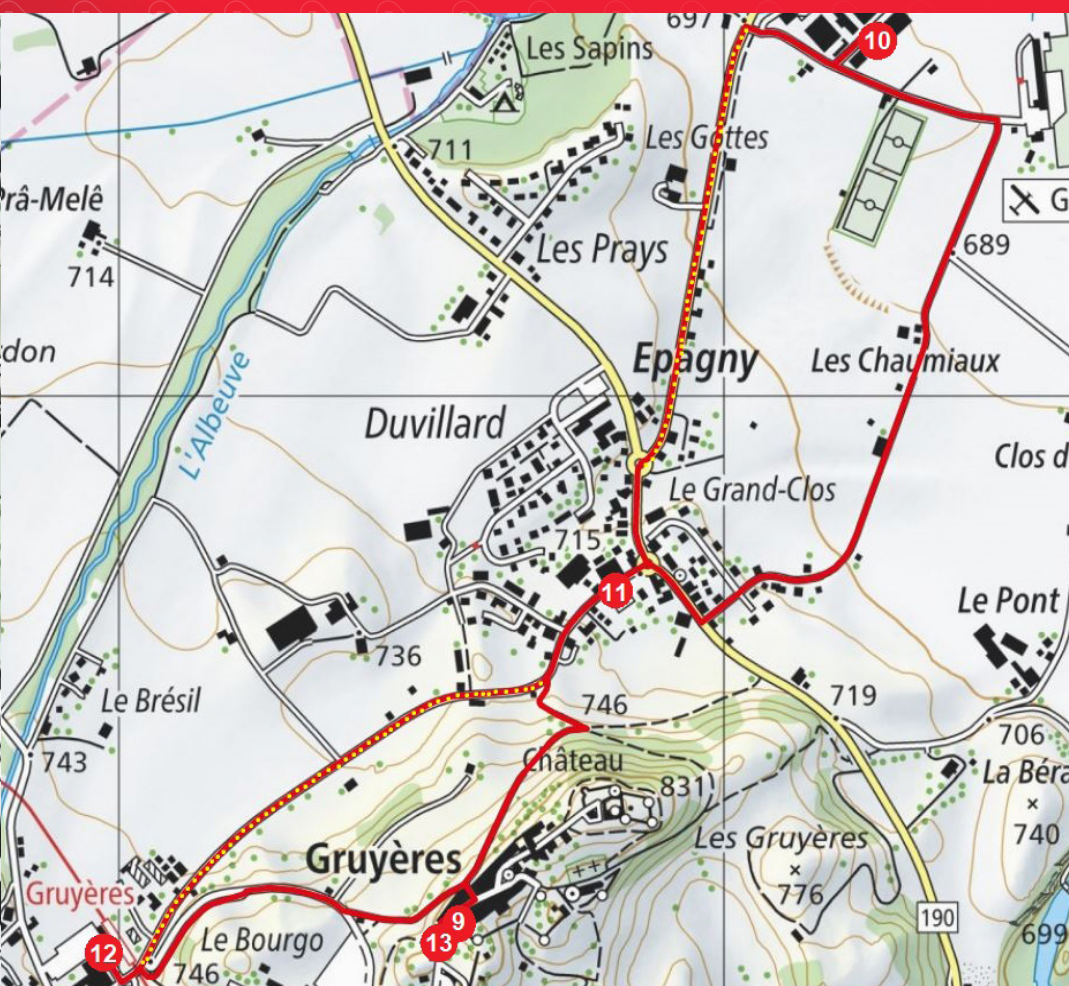 697
10
Les Sapins
Les Gottes
711
Prâ-Melê
G
689
Les Prays
714
don
Epagny
Les Chaumiaux
L'Albeuve
Duvillard
Clos d
Le Grand-Clos
715
11
Le Pont
736
Le Brésil
746
719
706
743
Château
831
La Béra
740
Les Gruyères
Gruyères
776
Gruyères
9
190
12
13
Le Bourgo
699
746